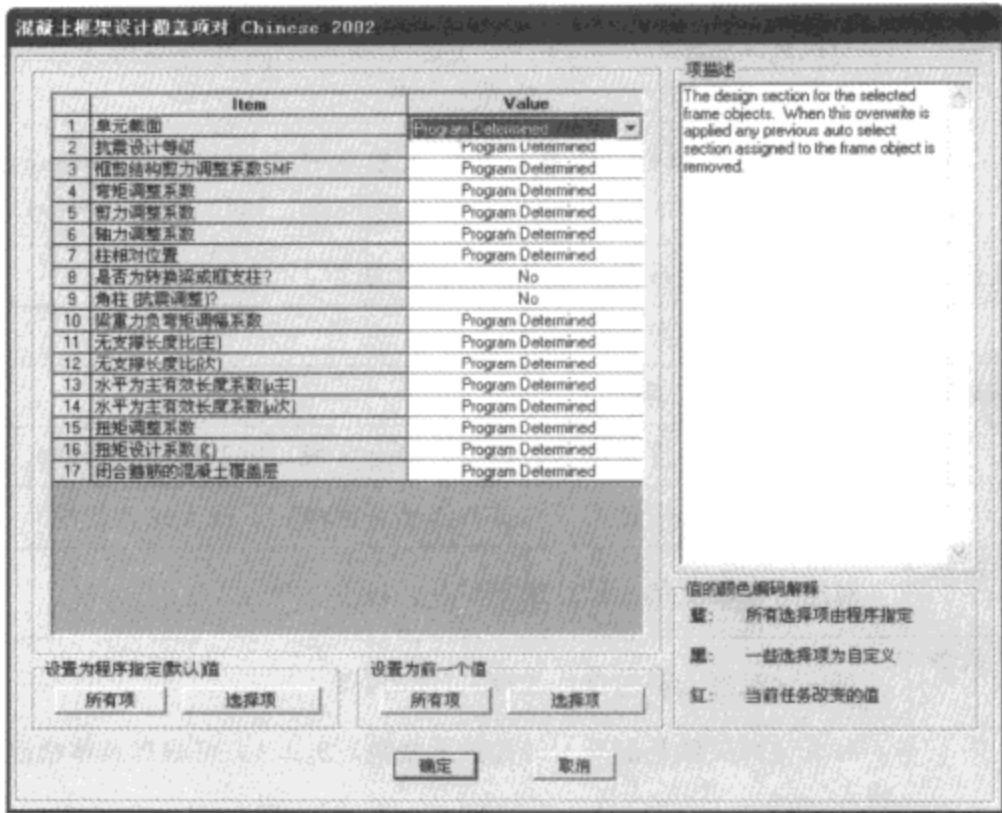 混凝土框架设计覆盖项对 Chinese 2002
Item Value
1 单元截面 Program Determined
2 抗震设计等级 Program Determined
3 框剪结构剪力调整系数SMF Program Determined
4 弯矩调整系数 Program Determined
5 剪力调整系数 Program Determined
6 轴力调整系数 Program Determined
7 柱相对位置 Program Determined
8 是否为转换梁或框支柱? No
9 角柱 (抗震调整)? No
10 梁重力负弯矩调幅系数 Program Determined
11 无支撑长度比(主) Program Determined
12 无支撑长度比(次) Program Determined
13 水平为主有效长度系数(μ主) Program Determined
14 水平为主有效长度系数(μ次) Program Determined
15 扭矩调整系数 Program Determined
16 扭矩设计系数 (ζ) Program Determined
17 闭合箍筋的混凝土覆盖层 Program Determined
项描述
The design section for the selected
frame objects. When this overwrite is
applied any previous auto select
section assigned to the frame object is
removed.
设置为程序指定(默认)值
所有项 选择项
设置为前一个值
所有项 选择项
值的颜色编码解释
蓝: 所有选择项由程序指定
黑: 一些选择项为自定义
红: 当前任务改变的值
确定 取消